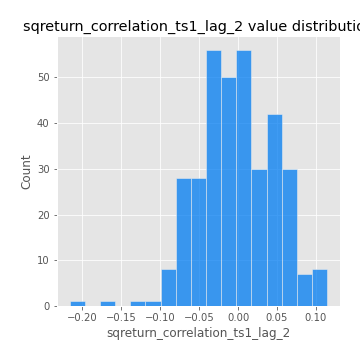 sqreturn_correlation_ts1_lag_2 value distributio
Count
50
40
30
20
10
0
−0.20 −0.15 −0.10 −0.05 0.00 0.05 0.10
sqreturn_correlation_ts1_lag_2